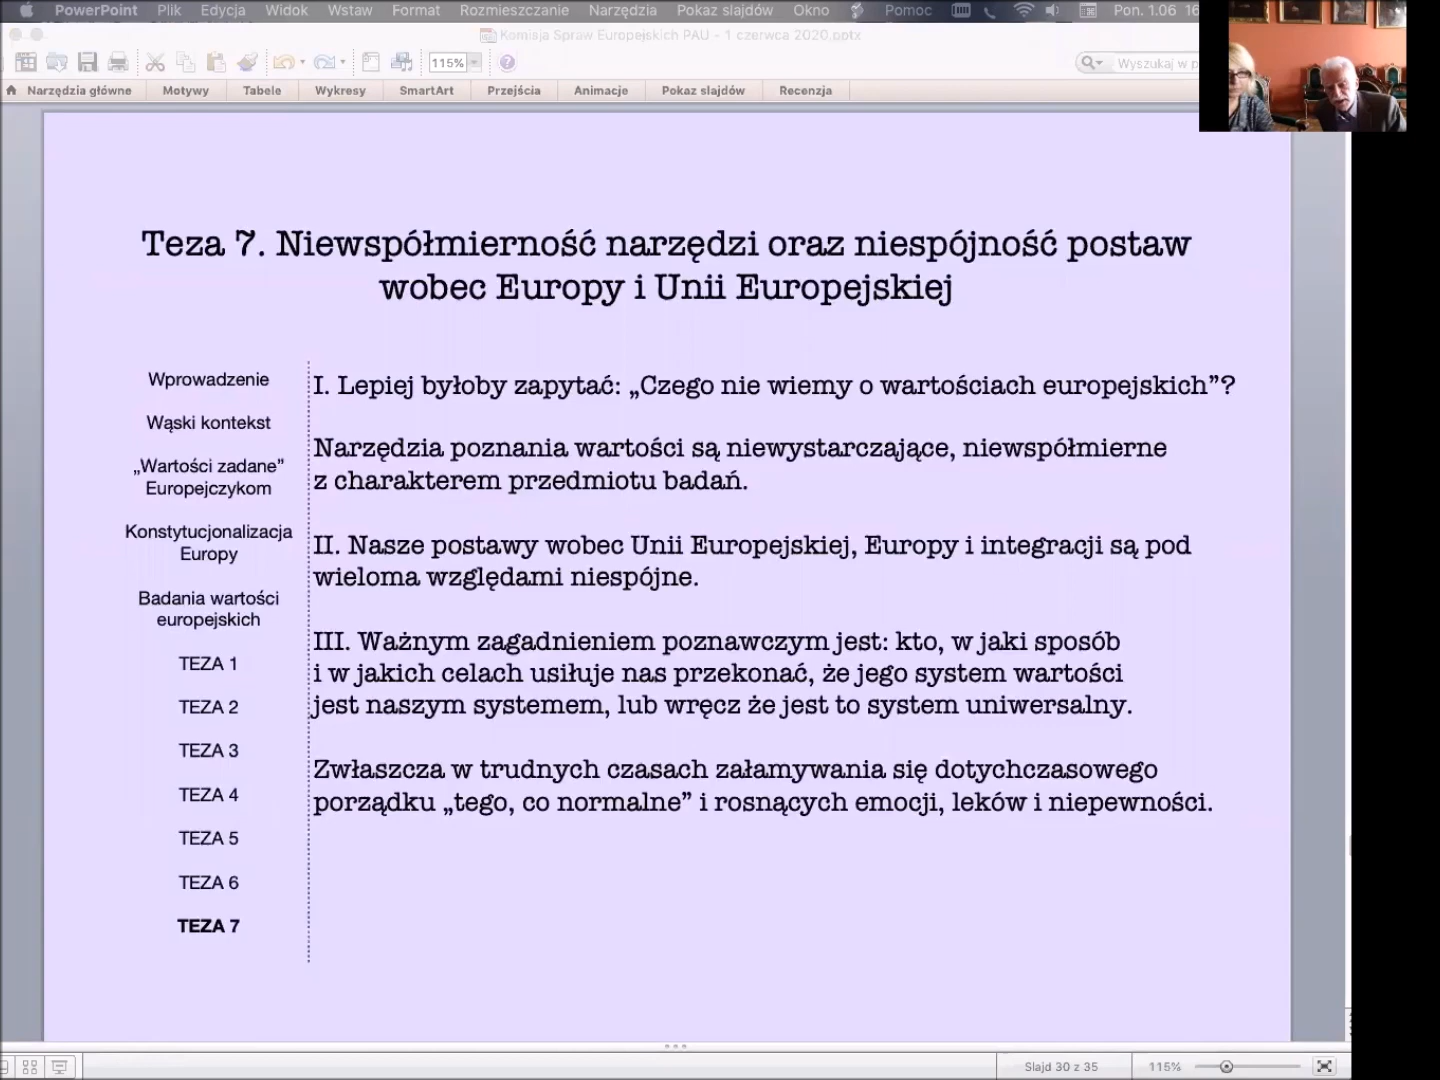 PowerPoint Plik Edycja Widok Wstaw Format Rozmieszczanie Narzędzia Pokaz slajdów Okno Pomoc Pon. 1.06 16
Komisja Spraw Europejskich PAU - 1 czerwca 2020.pptx
115% Wyszukaj w p
Narzędzia główne Motywy Tabele Wykresy SmartArt Przejścia Animacje Pokaz slajdów Recenzja
Teza 7. Niewspółmierność narzędzi oraz niespójność postaw
wobec Europy i Unii Europejskiej
Wprowadzenie
Wąski kontekst
„Wartości zadane”
Europejczykom
Konstytucjonalizacja
Europy
Badania wartości
europejskich
TEZA 1
TEZA 2
TEZA 3
TEZA 4
TEZA 5
TEZA 6
TEZA 7
I. Lepiej byłoby zapytać: „Czego nie wiemy o wartościach europejskich”?
Narzędzia poznania wartości są niewystarczające, niewspółmierne
z charakterem przedmiotu badań.
II. Nasze postawy wobec Unii Europejskiej, Europy i integracji są pod
wieloma względami niespójne.
III. Ważnym zagadnieniem poznawczym jest: kto, w jaki sposób
i w jakich celach usiłuje nas przekonać, że jego system wartości
jest naszym systemem, lub wręcz że jest to system uniwersalny.
Zwłaszcza w trudnych czasach załamywania się dotychczasowego
porządku „tego, co normalne” i rosnących emocji, leków i niepewności.
Slajd 30 z 35 115%